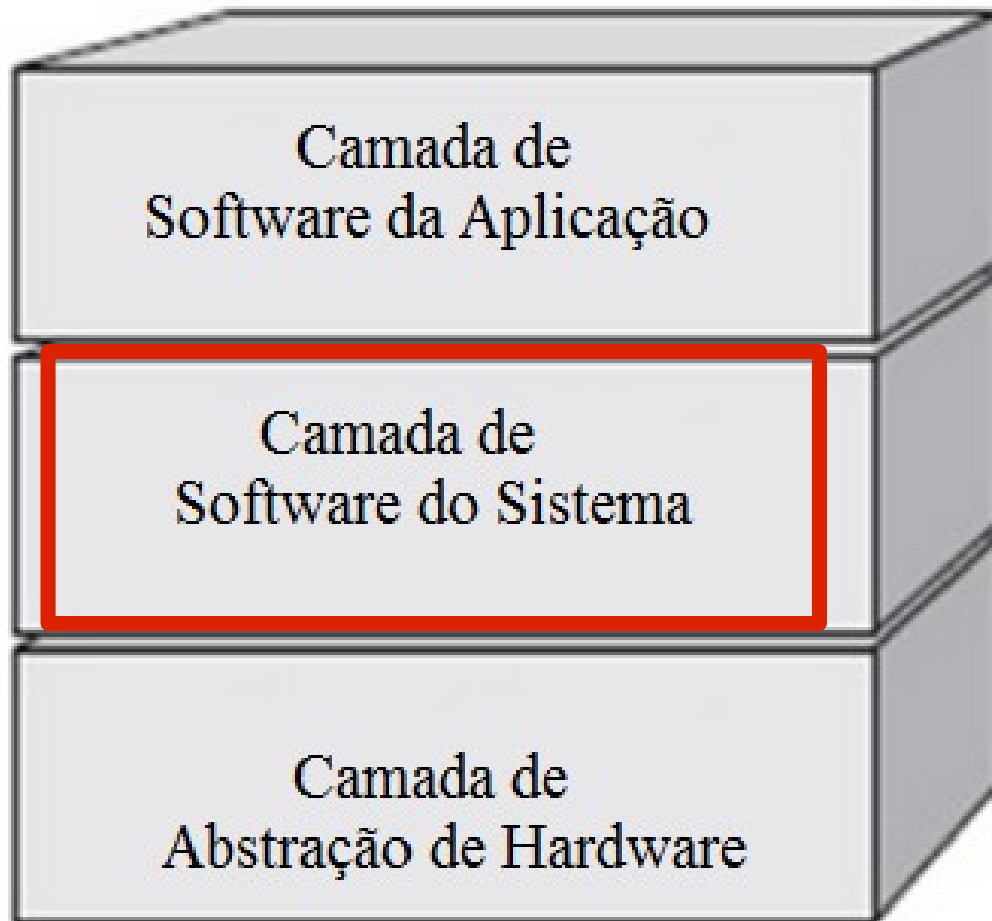 Camada de
Software da Aplicação
Camada de
Software do Sistema
Camada de
Abstração de Hardware